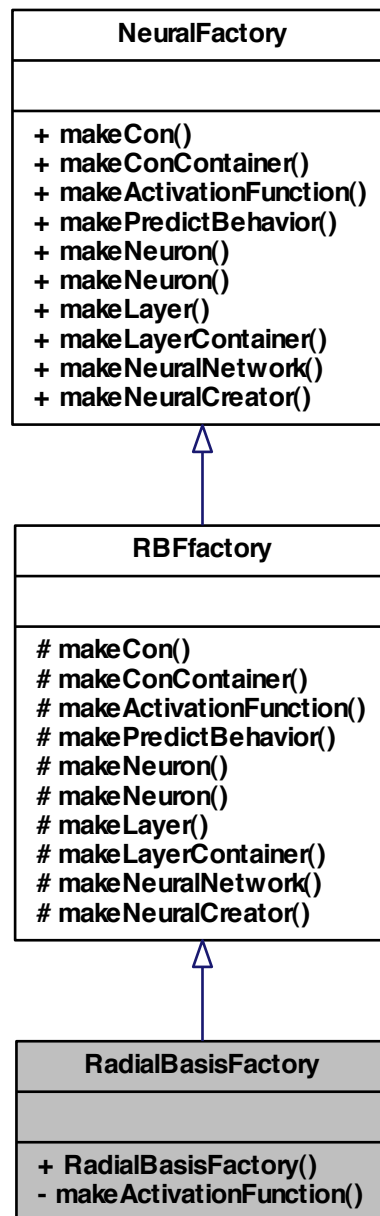 NeuralFactory
+ makeCon()
+ makeConContainer()
+ makeActivationFunction()
+ makePredictBehavior()
+ makeNeuron()
+ makeNeuron()
+ makeLayer()
+ makeLayerContainer()
+ makeNeuralNetwork()
+ makeNeuralCreator()
RBFfactory
# makeCon()
# makeConContainer()
# makeActivationFunction()
# makePredictBehavior()
# makeNeuron()
# makeNeuron()
# makeLayer()
# makeLayerContainer()
# makeNeuralNetwork()
# makeNeuralCreator()
RadialBasisFactory
+ RadialBasisFactory()
- makeActivationFunction()